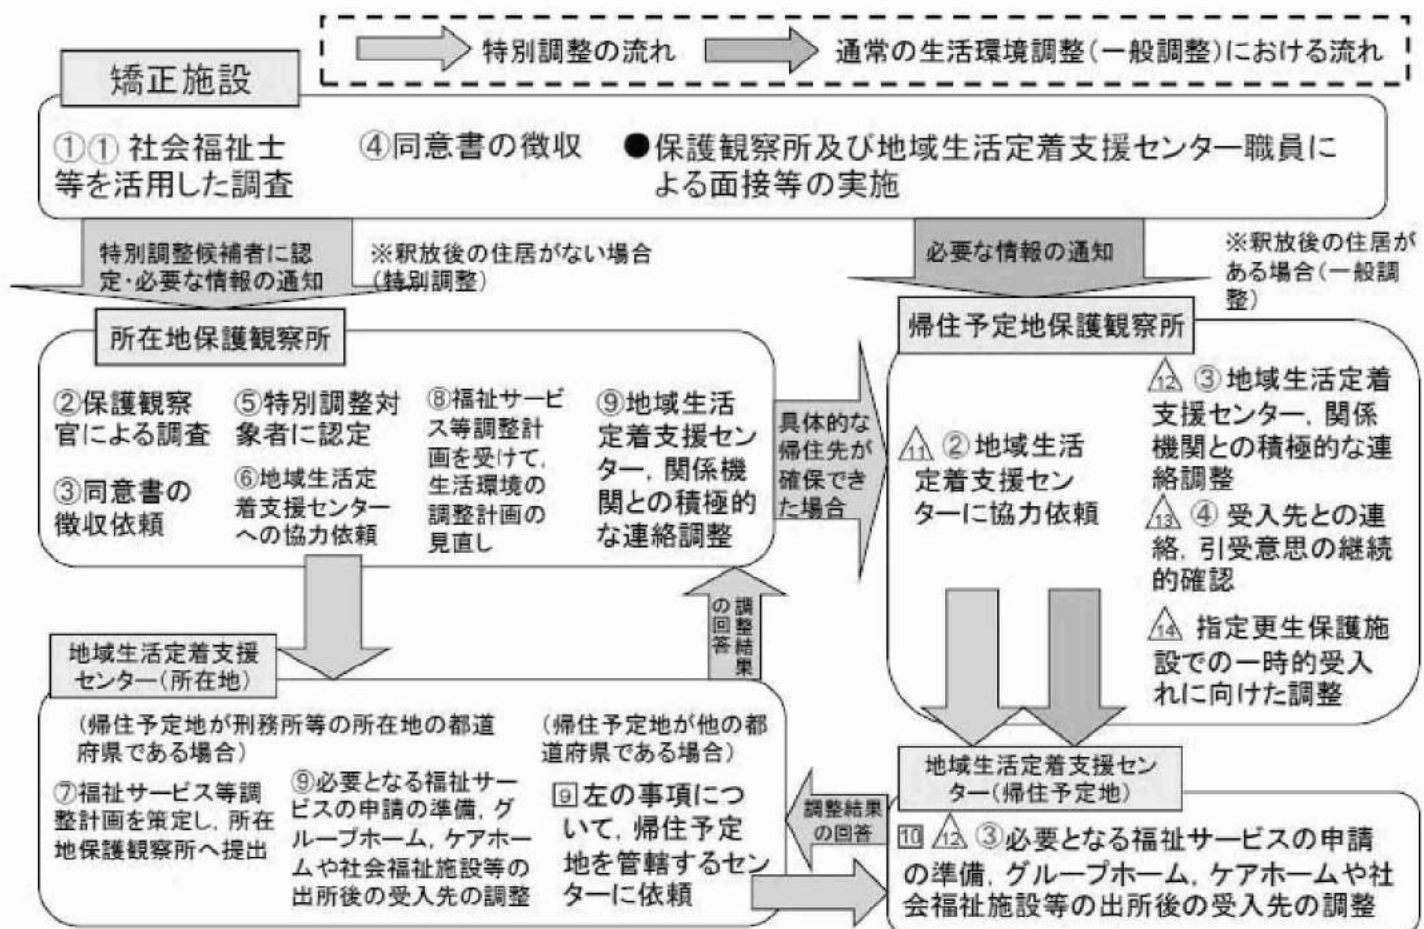 特別調整の流れ
通常の生活環境調整(一般調整)における流れ
矯正施設
①① 社会福祉士
等を活用した調査
④同意書の徴収
●保護観察所及び地域生活定着支援センター職員に
よる面接等の実施
特別調整候補者に認
定・必要な情報の通知
※釈放後の住居がない場合
(特別調整)
必要な情報の通知
※釈放後の住居が
ある場合(一般調
整)
所在地保護観察所
②保護観察
官による調査
③同意書の
徴収依頼
⑤特別調整対
象者に認定
⑥地域生活定
着支援センター
への協力依頼
⑧福祉サービ
ス等調整計
画を受けて,
生活環境の
調整計画の
見直し
⑨地域生活
定着支援セン
ター, 関係機
関との積極的
な連絡調整
具体的な
帰住先が
確保でき
た場合
帰住予定地保護観察所
11 ②地域生活
定着支援セン
ターに協力依頼
12 ③地域生活定着
支援センター, 関係
機関との積極的な連
絡調整
13 ④ 受入先との連
絡, 引受意思の継続
的確認
14 指定更生保護施
設での一時的受入
れに向けた調整
調整結果
の回答
地域生活定着支援
センター(所在地)
(帰住予定地が刑務所等の所在地の都道
府県である場合)
⑦福祉サービス等調
整計画を策定し, 所在
地保護観察所へ提出
⑨必要となる福祉サー
ビスの申請の準備, グ
ループホーム, ケアホー
ムや社会福祉施設等の
出所後の受入先の調整
(帰住予定地が他の都
道府県である場合)
9 左の事項につ
いて, 帰住予定
地を管轄するセン
ターに依頼
調整結果
の回答
地域生活定着支援セン
ター(帰住予定地)
10 12 ③必要となる福祉サービスの申請
の準備, グループホーム, ケアホームや社
会福祉施設等の出所後の受入先の調整